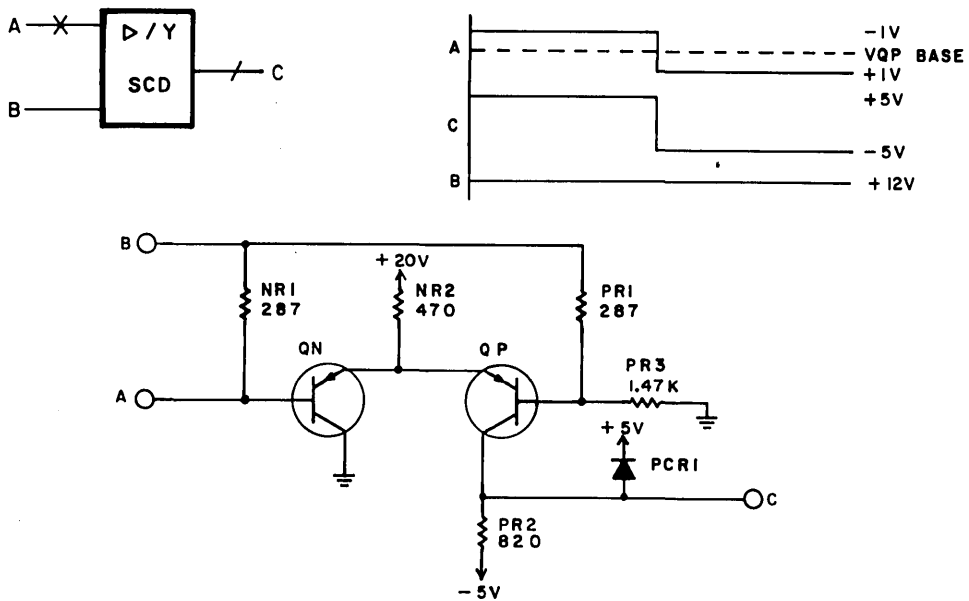 A
▷/Y
SCD
C
B
A
-1V
VQP BASE
+1V
C
+5V
-5V
B
+12V
B
+20V
NR1
287
NR2
470
PR1
287
QN
QP
PR3
1.47K
A
+5V
PCR1
C
PR2
820
-5V